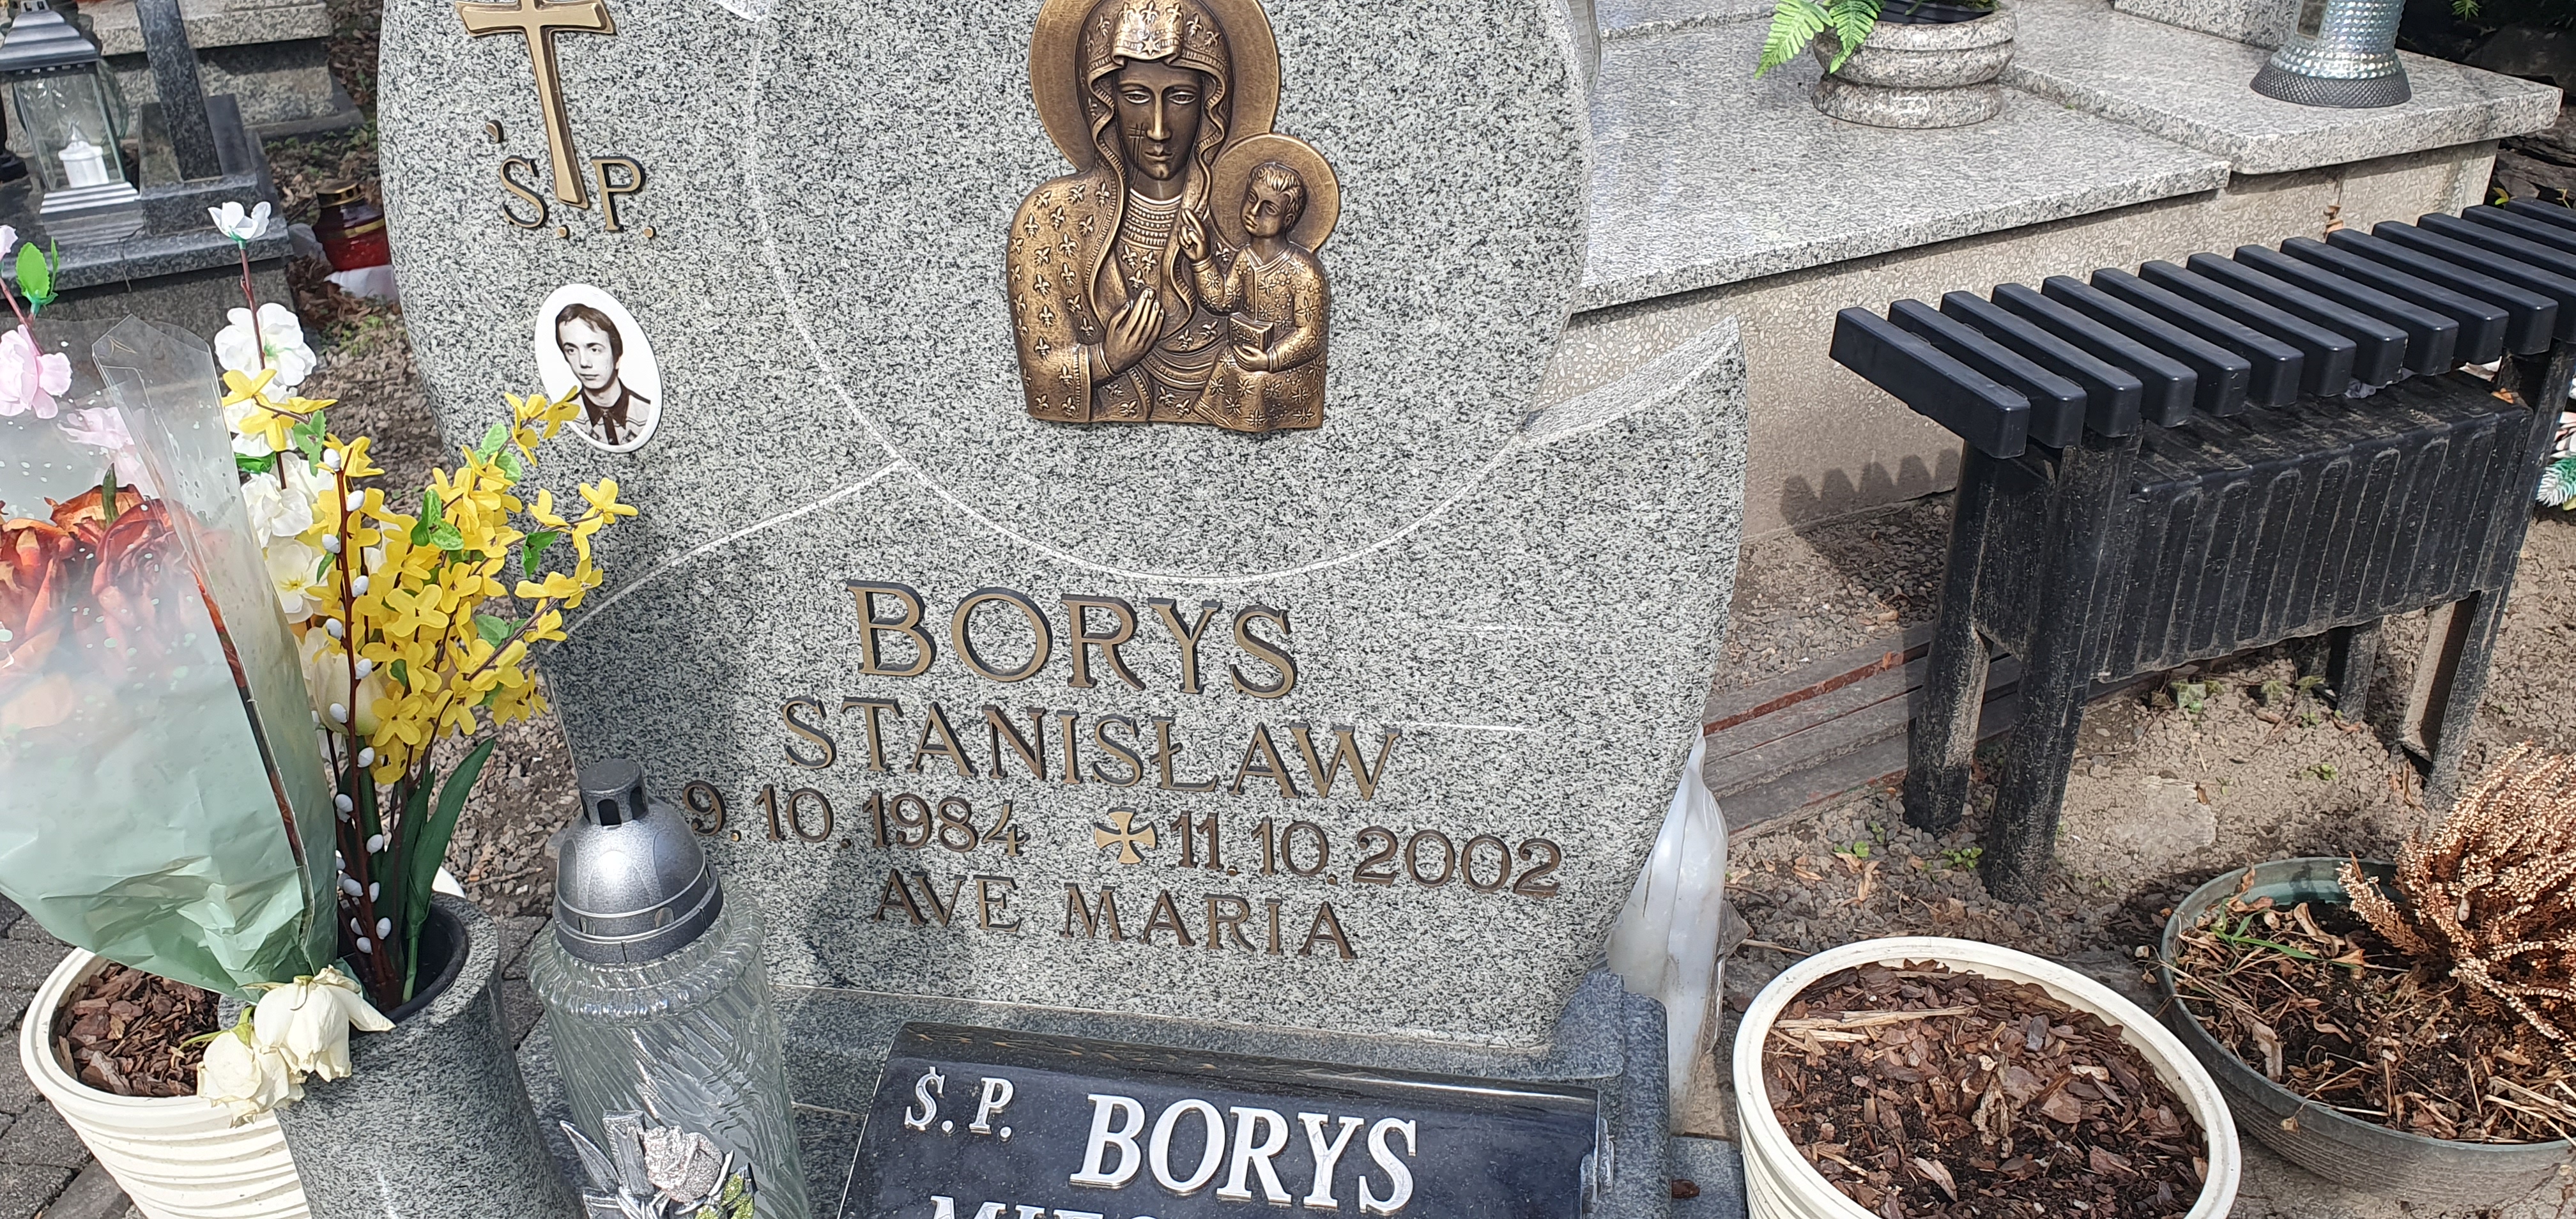 Ś.P.
BORYS
STANISŁAW
9.10.1984 11.10.2002
AVE MARIA
Ś.P. BORYS